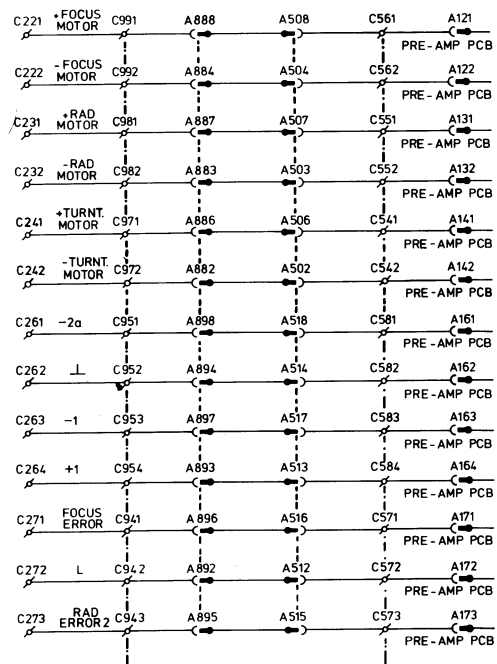 +FOCUS
C221 MOTOR C991 A888 A508 C561 A121
PRE-AMP PCB
-FOCUS
C222 MOTOR C992 A884 A504 C562 A122
PRE-AMP PCB
+RAD
C231 MOTOR C981 A887 A507 C551 A131
PRE-AMP PCB
-RAD
C232 MOTOR C982 A883 A503 C552 A132
PRE-AMP PCB
+TURNT.
C241 MOTOR C971 A886 A506 C541 A141
PRE-AMP PCB
-TURNT.
C242 MOTOR C972 A882 A502 C542 A142
PRE-AMP PCB
C261 -2a C951 A898 A518 C581 A161
PRE-AMP PCB
C262 ⊥ C952 A894 A514 C582 A162
PRE-AMP PCB
C263 -1 C953 A897 A517 C583 A163
PRE-AMP PCB
C264 +1 C954 A893 A513 C584 A164
PRE-AMP PCB
FOCUS
C271 ERROR C941 A896 A516 C571 A171
PRE-AMP PCB
C272 L C942 A892 A512 C572 A172
PRE-AMP PCB
RAD
C273 ERROR2 C943 A895 A515 C573 A173
PRE-AMP PCB